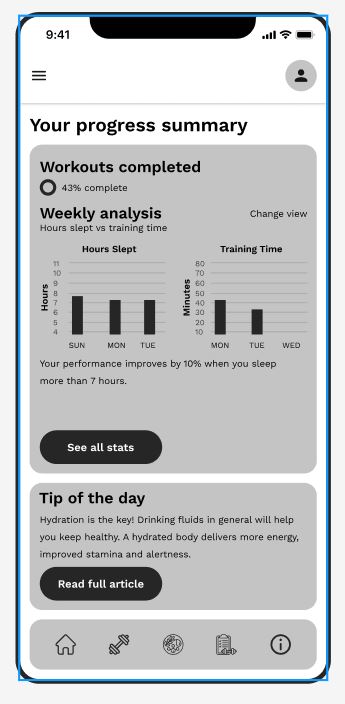 9:41
Your progress summary
Workouts completed
43% complete
Weekly analysis
Change view
Hours slept vs training time
Hours Slept
Hours
11
10
9
8
7
6
5
4
SUN MON TUE
Training Time
Minutes
80
70
60
50
40
30
20
10
MON TUE WED
Your performance improves by 10% when you sleep
more than 7 hours.
See all stats
Tip of the day
Hydration is the key! Drinking fluids in general will help
you keep healthy. A hydrated body delivers more energy,
improved stamina and alertness.
Read full article